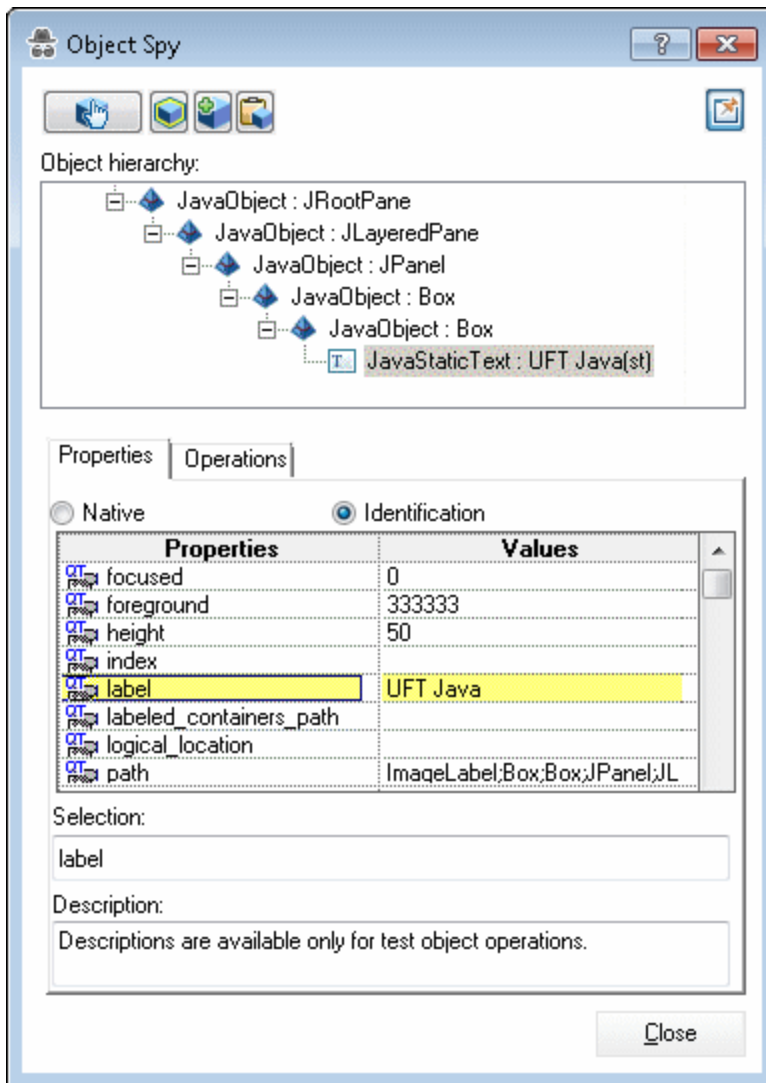 Object Spy
Object hierarchy:
JavaObject : JRootPane
JavaObject : JLayeredPane
JavaObject : JPanel
JavaObject : Box
JavaObject : Box
JavaStaticText : UFT Java(st)
Properties Operations
Native Identification
Properties Values
focused 0
foreground 333333
height 50
index
label UFT Java
labeled_containers_path
logical_location
path ImageLabel;Box;Box;JPanel;JL
Selection:
label
Description:
Descriptions are available only for test object operations.
Close